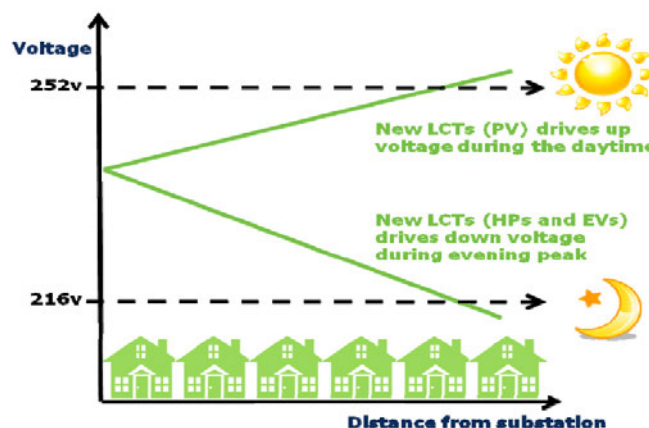 Voltage
252v
New LCTs (PV) drives up
voltage during the daytime
New LCTs (HPs and EVs)
drives down voltage
during evening peak
216v
Distance from substation